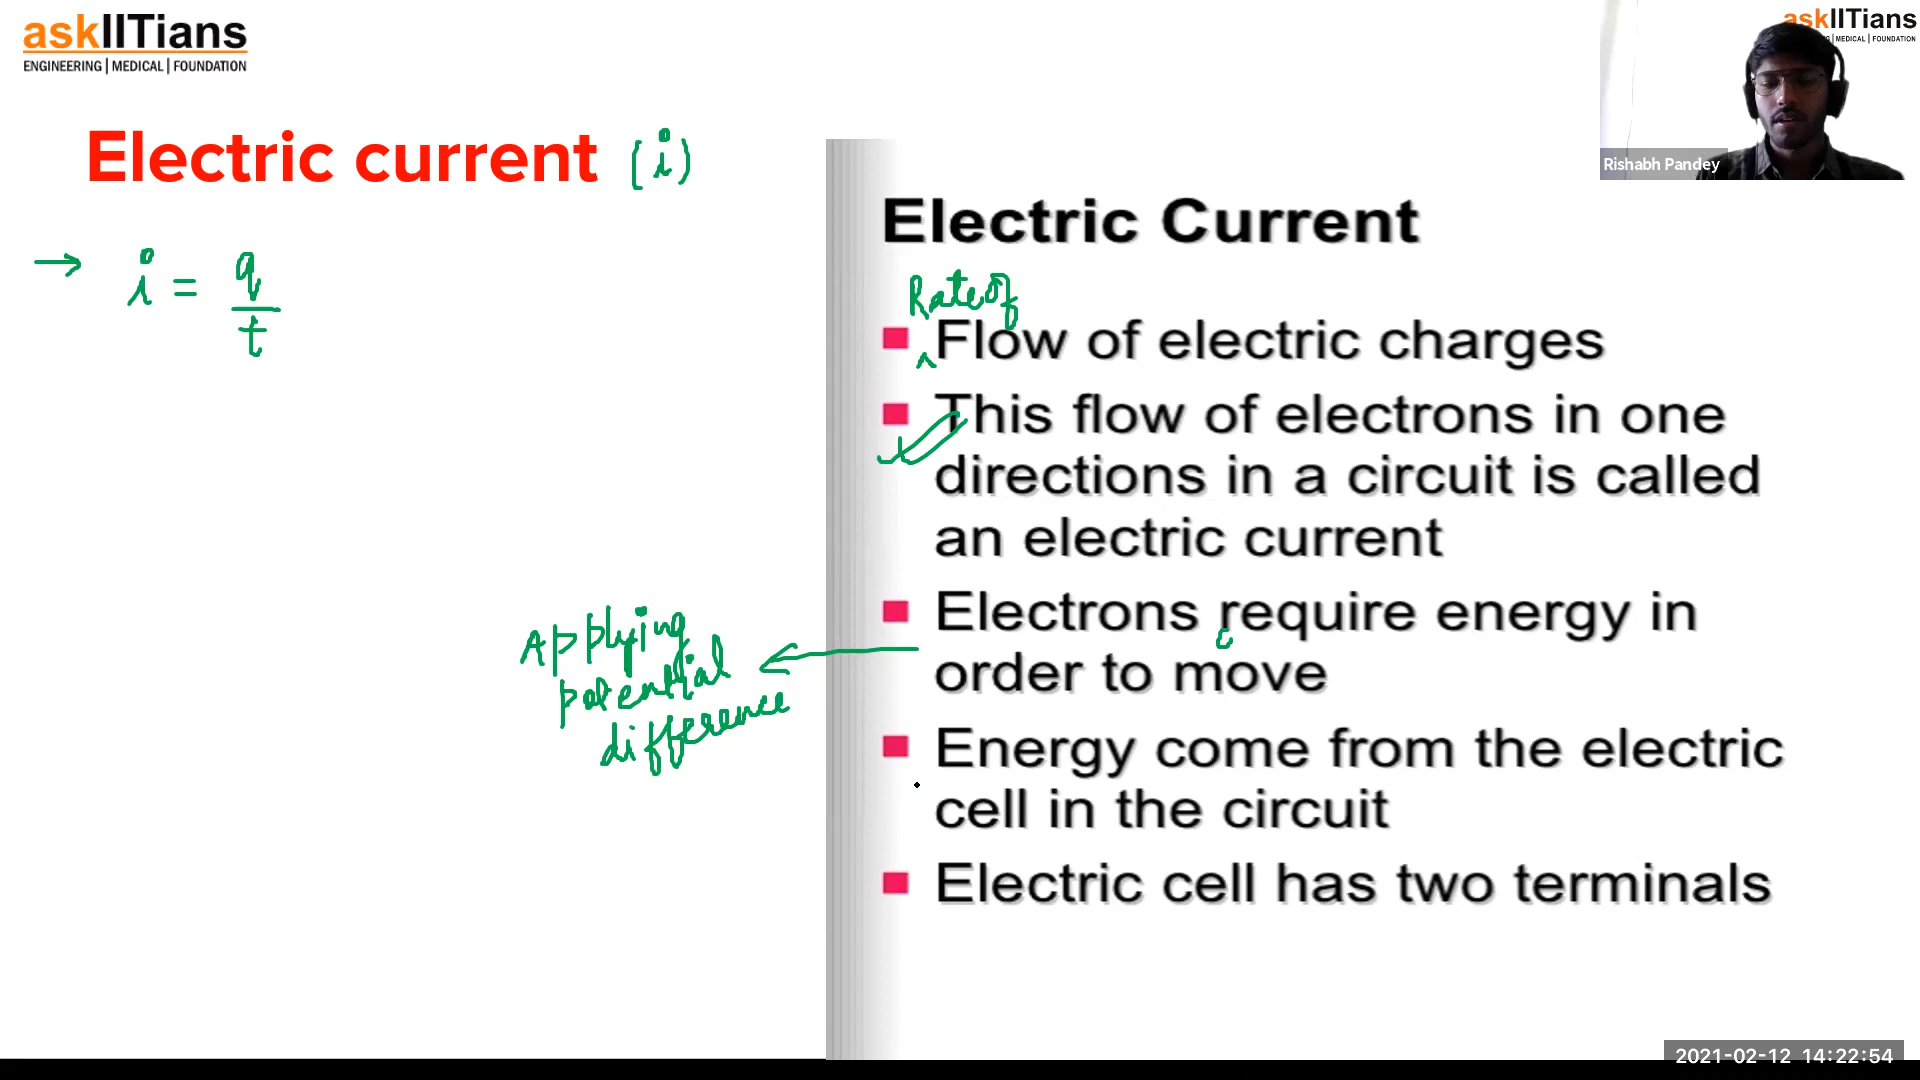 askIITians
ENGINEERING | MEDICAL | FOUNDATION
askIITians
| MEDICAL | FOUNDATION
Rishabh Pandey
Electric current (i)
→ i = q
t
Electric Current
Rate of
^Flow of electric charges
This flow of electrons in one
directions in a circuit is called
an electric current
Electrons require energy in
order to move
Applying
potential
difference
Energy come from the electric
cell in the circuit
Electric cell has two terminals
2021-02-12 14:22:54